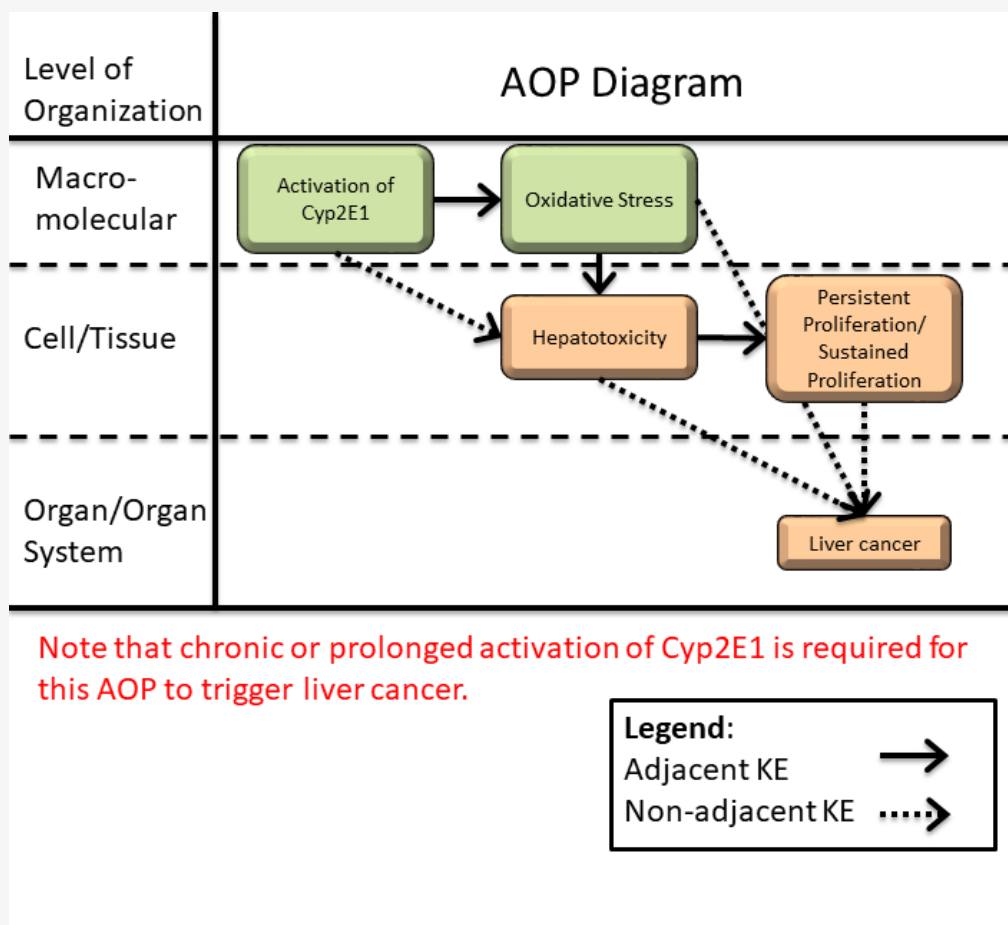 Level of
Organization
AOP Diagram
Macro-
molecular
Activation of
Cyp2E1
Oxidative Stress
Cell/Tissue
Hepatotoxicity
Persistent
Proliferation/
Sustained
Proliferation
Organ/Organ
System
Liver cancer
Note that chronic or prolonged activation of Cyp2E1 is required for
this AOP to trigger liver cancer.
Legend:
Adjacent KE
Non-adjacent KE